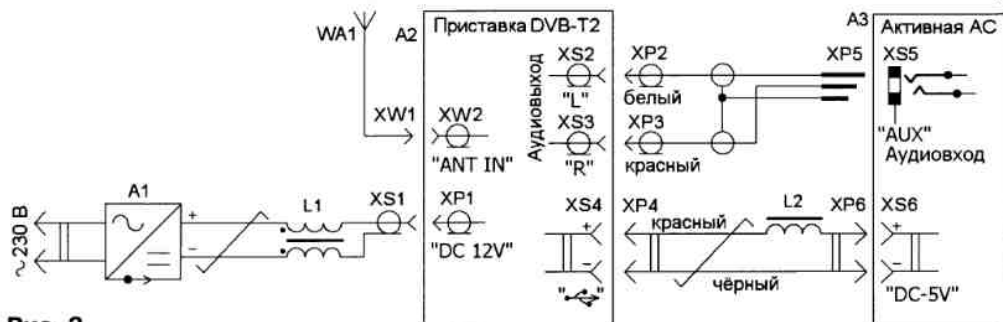 WA1
A2
Приставка DVB-T2
A3
Активная АС
XS2
XP2
XP5
XS5
"L"
белый
Аудиовыход
XW1
XW2
XS3
XP3
"AUX"
Аудиовход
"ANT IN"
"R"
красный
A1
L1
XS1
XP1
XS4
XP4
красный
L2
XP6
XS6
~230 В
+
−
"DC 12V"
+
−
чёрный
+
−
"DC-5V"